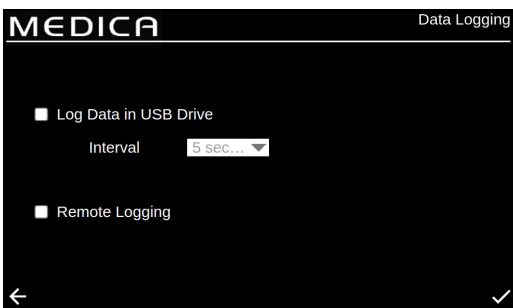 MEDICA
Data Logging
Log Data in USB Drive
Interval
5 sec...
Remote Logging